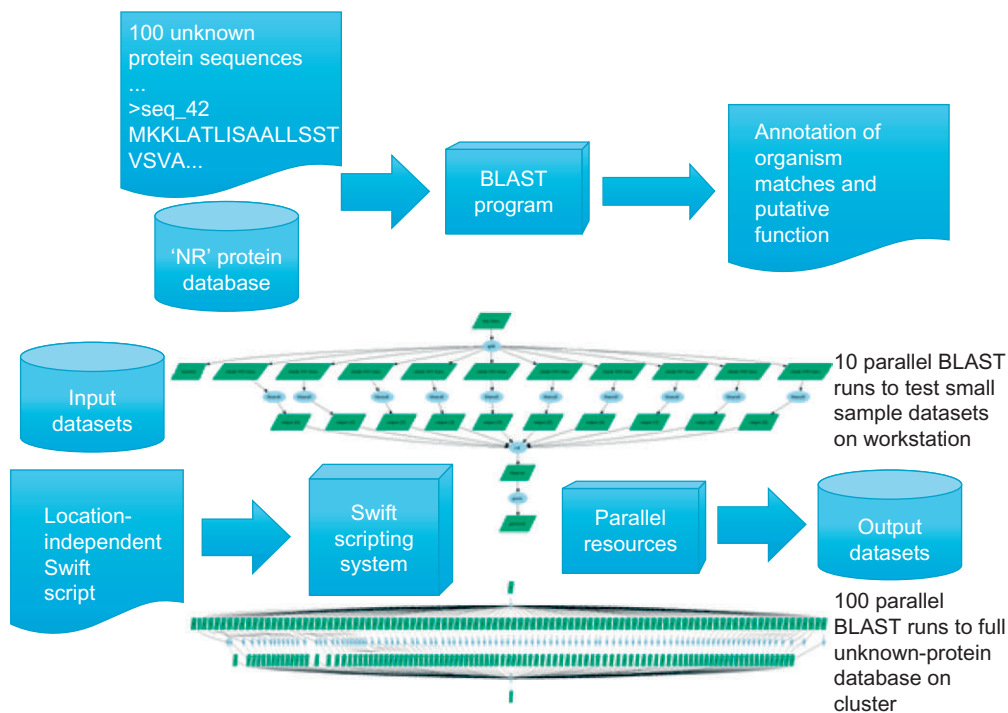 100 unknown
protein sequences
...
>seq_42
MKKLATLISAALLSST
VSVA...
'NR' protein
database
BLAST
program
Annotation of
organism
matches and
putative
function
Input
datasets
10 parallel BLAST
runs to test small
sample datasets
on workstation
Location-
independent
Swift
script
Swift
scripting
system
Parallel
resources
Output
datasets
100 parallel
BLAST runs to full
unknown-protein
database on
cluster